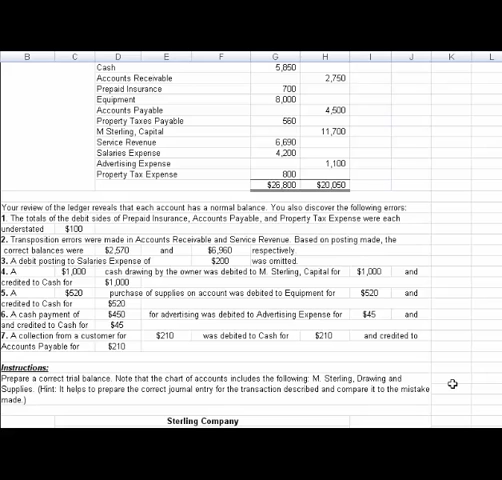 B C D E F G H I J K L
Cash 5,850
Accounts Receivable 2,750
Prepaid Insurance 700
Equipment 8,000
Accounts Payable 4,500
Property Taxes Payable 560
M Sterling, Capital 11,700
Service Revenue 6,690
Salaries Expense 4,200
Advertising Expense 1,100
Property Tax Expense 800
$26,800 $20,050
Your review of the ledger reveals that each account has a normal balance. You also discover the following errors:
1. The totals of the debit sides of Prepaid Insurance, Accounts Payable, and Property Tax Expense were each
understated $100
2. Transposition errors were made in Accounts Receivable and Service Revenue. Based on posting made, the
correct balances were $2,570 and $6,960 respectively.
3. A debit posting to Salaries Expense of $200 was omitted.
4. A $1,000 cash drawing by the owner was debited to M. Sterling, Capital for $1,000 and
credited to Cash for $1,000
5. A $520 purchase of supplies on account was debited to Equipment for $520 and
credited to Cash for $520
6. A cash payment of $450 for advertising was debited to Advertising Expense for $45
and credited to Cash for $45
7. A collection from a customer for $210 was debited to Cash for $210 and credited to
Accounts Payable for $210
Instructions:
Prepare a correct trial balance. Note that the chart of accounts includes the following: M. Sterling, Drawing and
Supplies. (Hint: It helps to prepare the correct journal entry for the transaction described and compare it to the mistake
made.)
Sterling Company